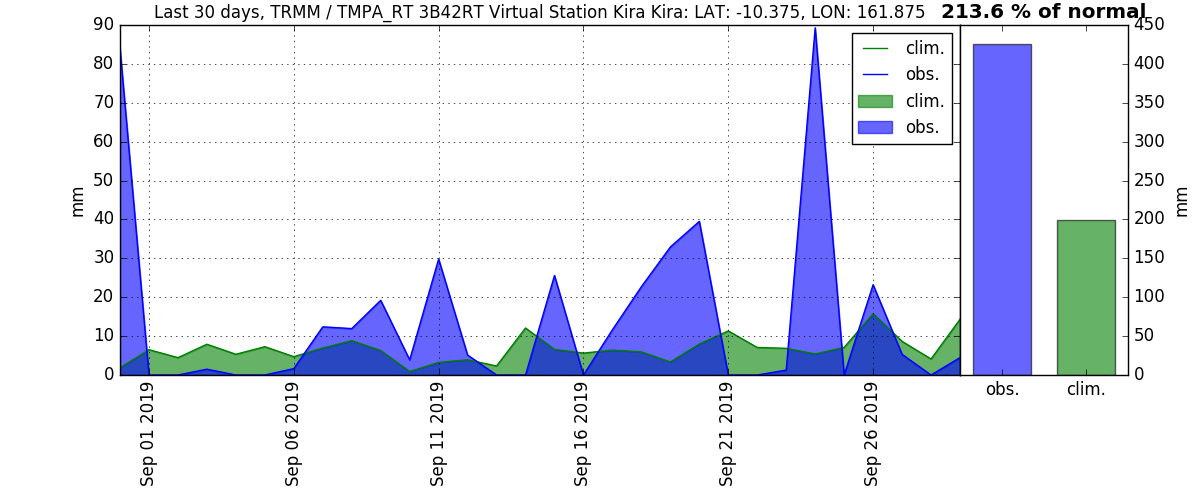 Last 30 days, TRMM / TMPA_RT 3B42RT Virtual Station Kira Kira: LAT: -10.375, LON: 161.875 213.6 % of normal
90
80
70
60
50
40
30
20
10
0
mm
clim.
obs.
clim.
obs.
Sep 01 2019
Sep 06 2019
Sep 11 2019
Sep 16 2019
Sep 21 2019
Sep 26 2019
450
400
350
300
250
200
150
100
50
0
mm
obs. clim.